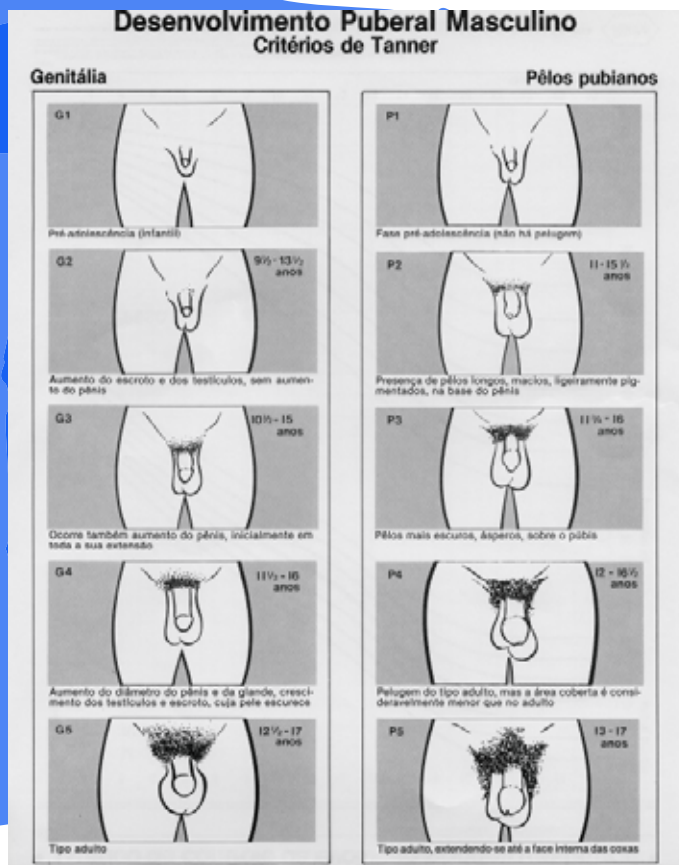 Desenvolvimento Puberal Masculino
Critérios de Tanner
Genitália
G1
Pré-adolescência (infantil)
G2
9½-13½
anos
Aumento do escroto e dos testículos, sem aumen-
to do pênis
G3
10½-15
anos
Ocorre também aumento do pênis, inicialmente em
toda a sua extensão
G4
11½-16
anos
Aumento do diâmetro do pênis e da glande, cresci-
mento dos testículos e escroto, cuja pele escurece
G5
12½-17
anos
Tipo adulto
Pêlos pubianos
P1
Fase pré-adolescência (não há pelugem)
P2
11-15½
anos
Presença de pêlos longos, macios, ligeiramente pig-
mentados, na base do pênis
P3
16
anos
Pêlos mais escuros, ásperos, sobre o púbis
P4
12-16½
anos
Pelugem do tipo adulto, mas a área coberta é consi-
deravelmente menor que no adulto
P5
13-17
anos
Tipo adulto, extendendo-se até a face interna das coxas